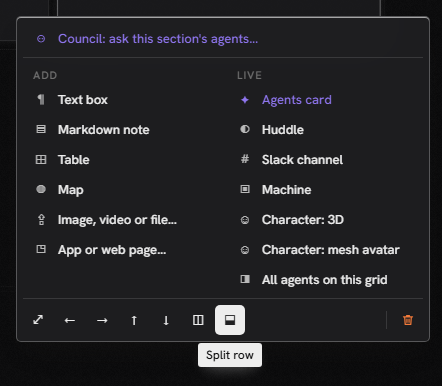 Council: ask this section's agents...
ADD
Text box
Markdown note
Table
Map
Image, video or file...
App or web page...
LIVE
Agents card
Huddle
# Slack channel
Machine
Character: 3D
Character: mesh avatar
All agents on this grid
Split row